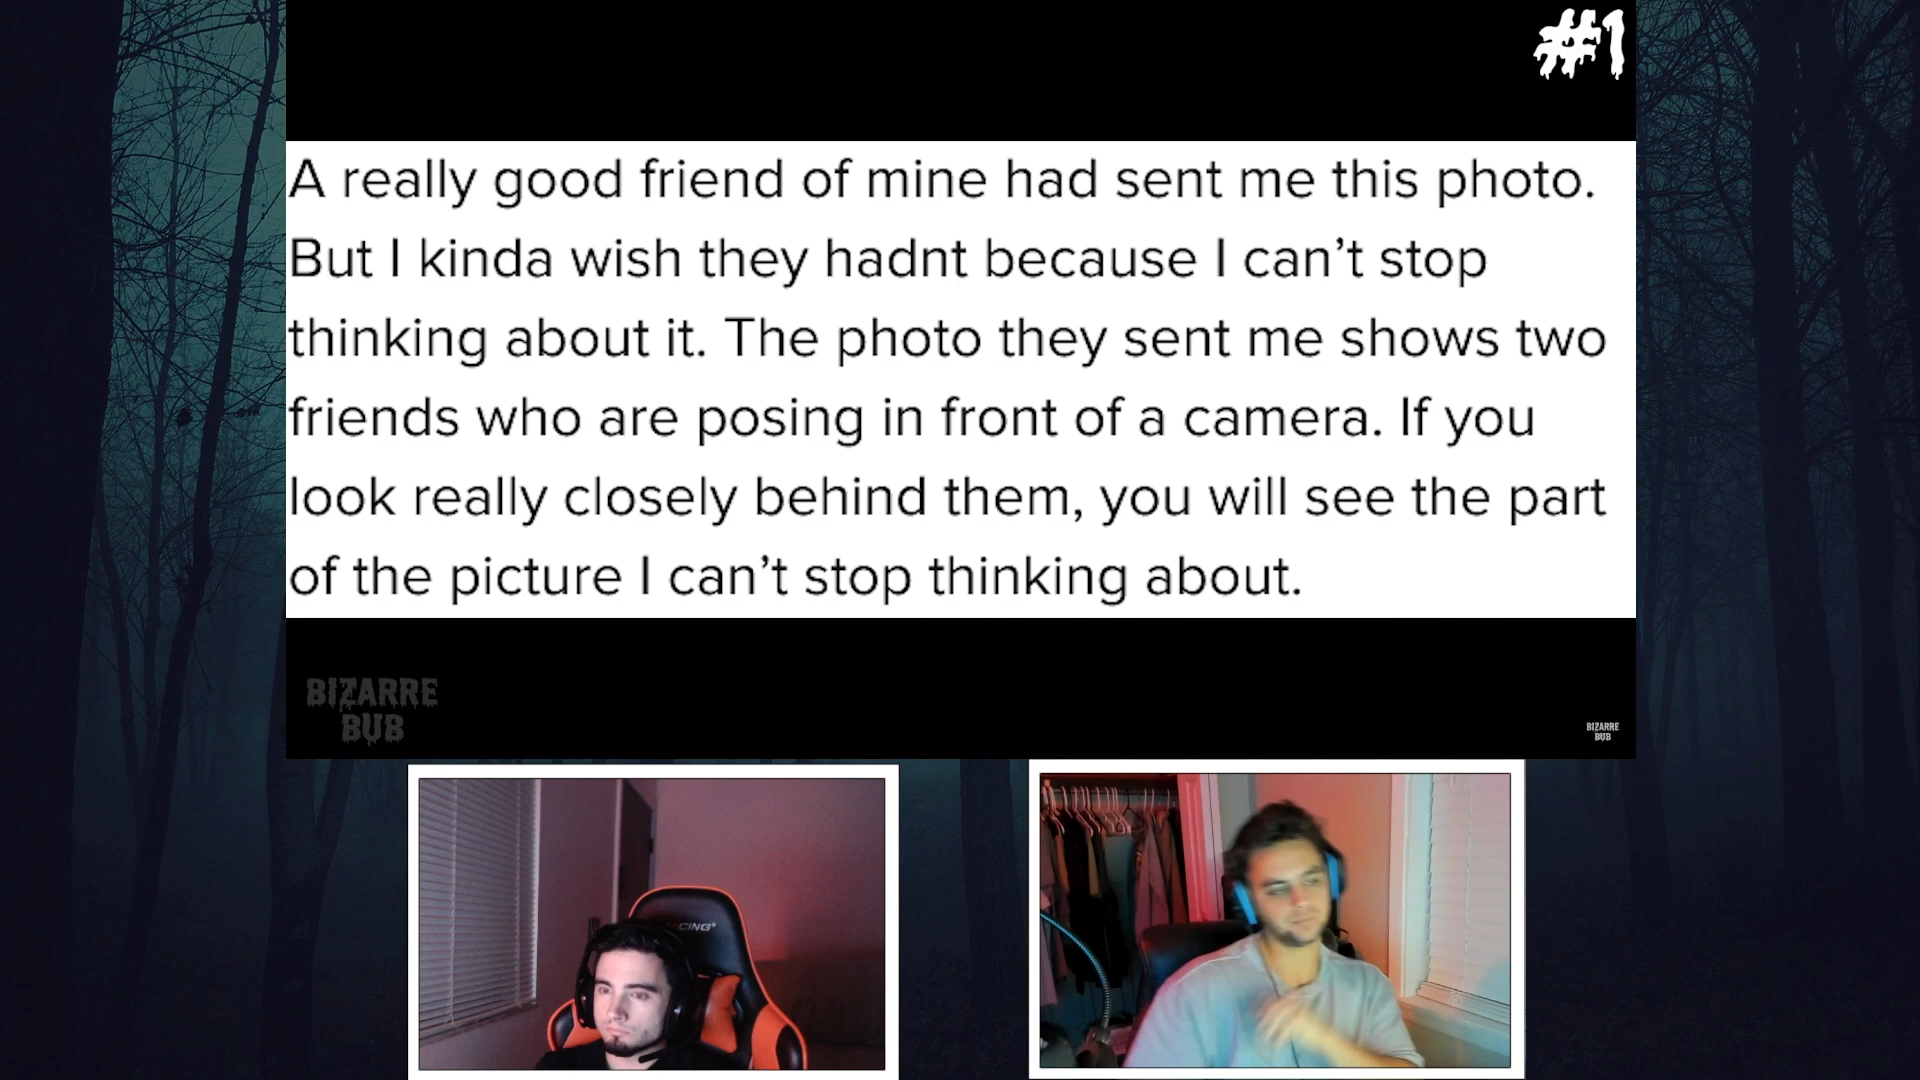 #1
A really good friend of mine had sent me this photo.
But I kinda wish they hadnt because I can’t stop
thinking about it. The photo they sent me shows two
friends who are posing in front of a camera. If you
look really closely behind them, you will see the part
of the picture I can’t stop thinking about.
BIZARRE
BUB
BIZARRE
BUB
CING